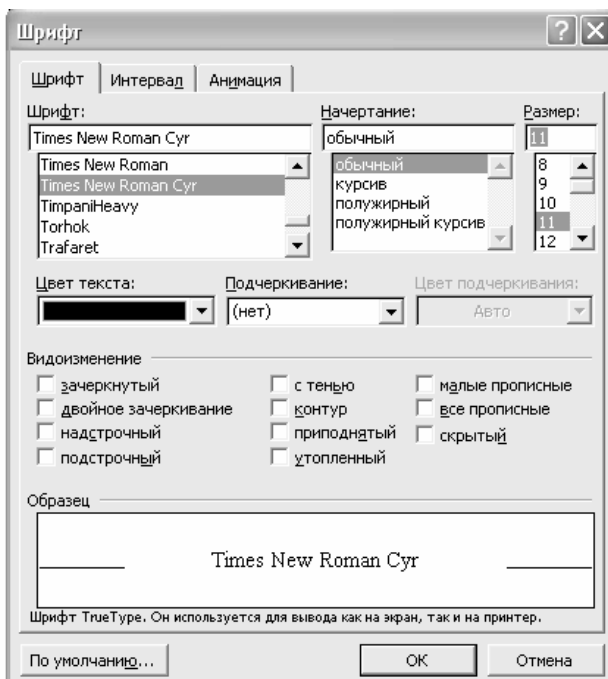 Шрифт
Шрифт Интервал Анимация
Шрифт: Начертание: Размер:
Times New Roman Cyr обычный 11
Times New Roman обычный 8
Times New Roman Cyr курсив 9
TimpaniHeavy полужирный 10
Torhok полужирный курсив 11
Trafaret 12
Цвет текста: Подчеркивание: Цвет подчеркивания:
(нет) Авто
Видоизменение
зачеркнутый с тенью малые прописные
двойное зачеркивание контур все прописные
надстрочный приподнятый скрытый
подстрочный утопленный
Образец
Times New Roman Cyr
Шрифт TrueType. Он используется для вывода как на экран, так и на принтер.
По умолчанию... ОК Отмена